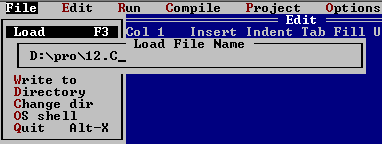 File Edit Run Compile Project Options
Edit
Load F3 Col 1 Insert Indent Tab Fill U
Load File Name
D:\pro\12.C_
Write to
Directory
Change dir
OS shell
Quit Alt-X